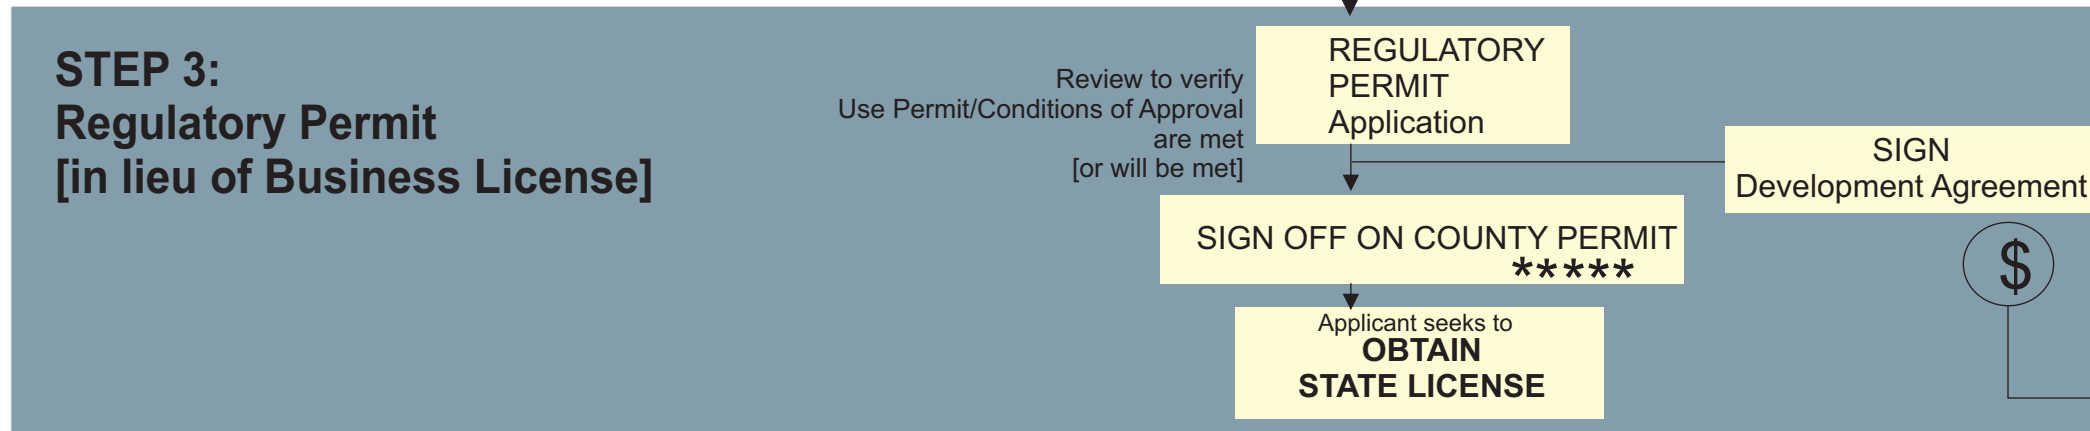 STEP 3:
Regulatory Permit
[in lieu of Business License]
Review to verify
Use Permit/Conditions of Approval
are met
[or will be met]
REGULATORY
PERMIT
Application
SIGN
Development Agreement
SIGN OFF ON COUNTY PERMIT
*****
$
Applicant seeks to
OBTAIN
STATE LICENSE